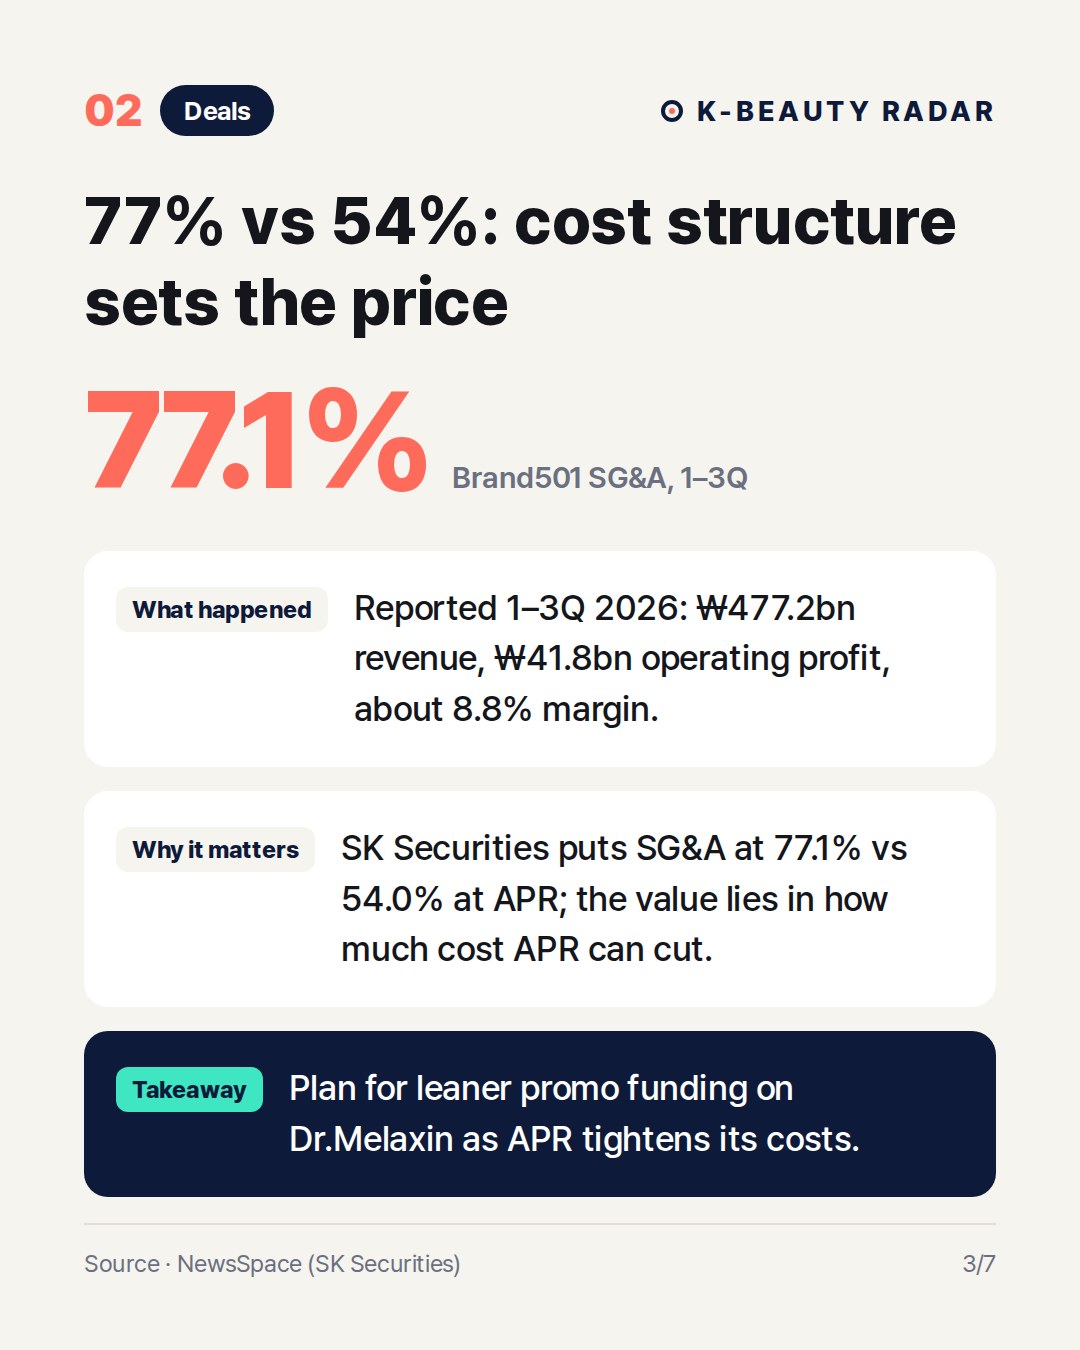 02 Deals
K-BEAUTY RADAR
77% vs 54%: cost structure
sets the price
77.1% Brand501 SG&A, 1–3Q
What happened
Reported 1–3Q 2026: ₩477.2bn
revenue, ₩41.8bn operating profit,
about 8.8% margin.
Why it matters
SK Securities puts SG&A at 77.1% vs
54.0% at APR; the value lies in how
much cost APR can cut.
Takeaway
Plan for leaner promo funding on
Dr.Melaxin as APR tightens its costs.
Source · NewsSpace (SK Securities)
3/7